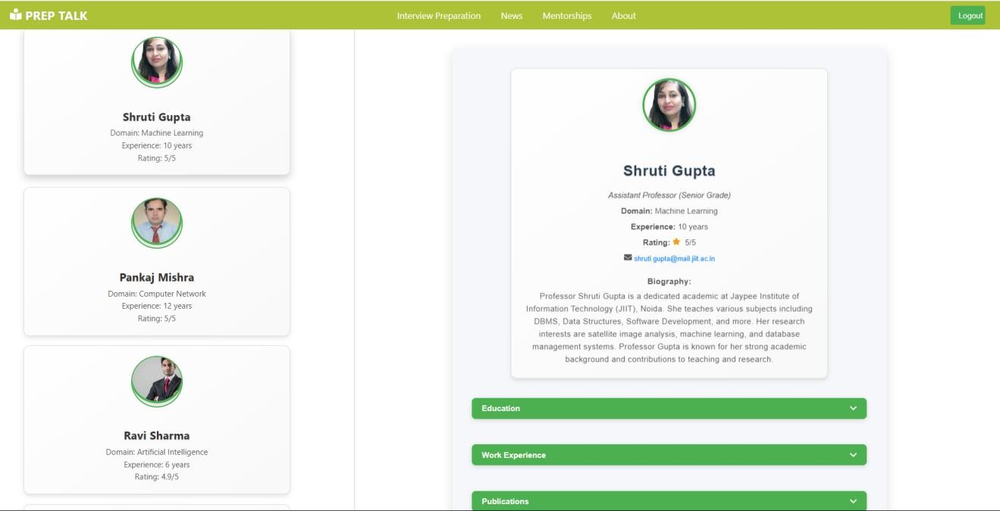 PREP TALK
Interview Preparation
News
Mentorships
About
Logout
Shruti Gupta
Domain: Machine Learning
Experience: 10 years
Rating: 5/5
Pankaj Mishra
Domain: Computer Network
Experience: 12 years
Rating: 5/5
Ravi Sharma
Domain: Artificial Intelligence
Experience: 6 years
Rating: 4.9/5
Shruti Gupta
Assistant Professor (Senior Grade)
Domain: Machine Learning
Experience: 10 years
Rating: 5/5
shruti.gupta@mail.jiit.ac.in
Biography:
Professor Shruti Gupta is a dedicated academic at Jaypee Institute of
Information Technology (JIIT), Noida. She teaches various subjects including
DBMS, Data Structures, Software Development, and more. Her research
interests are satellite image analysis, machine learning, and database
management systems. Professor Gupta is known for her strong academic
background and contributions to teaching and research.
Education
Work Experience
Publications